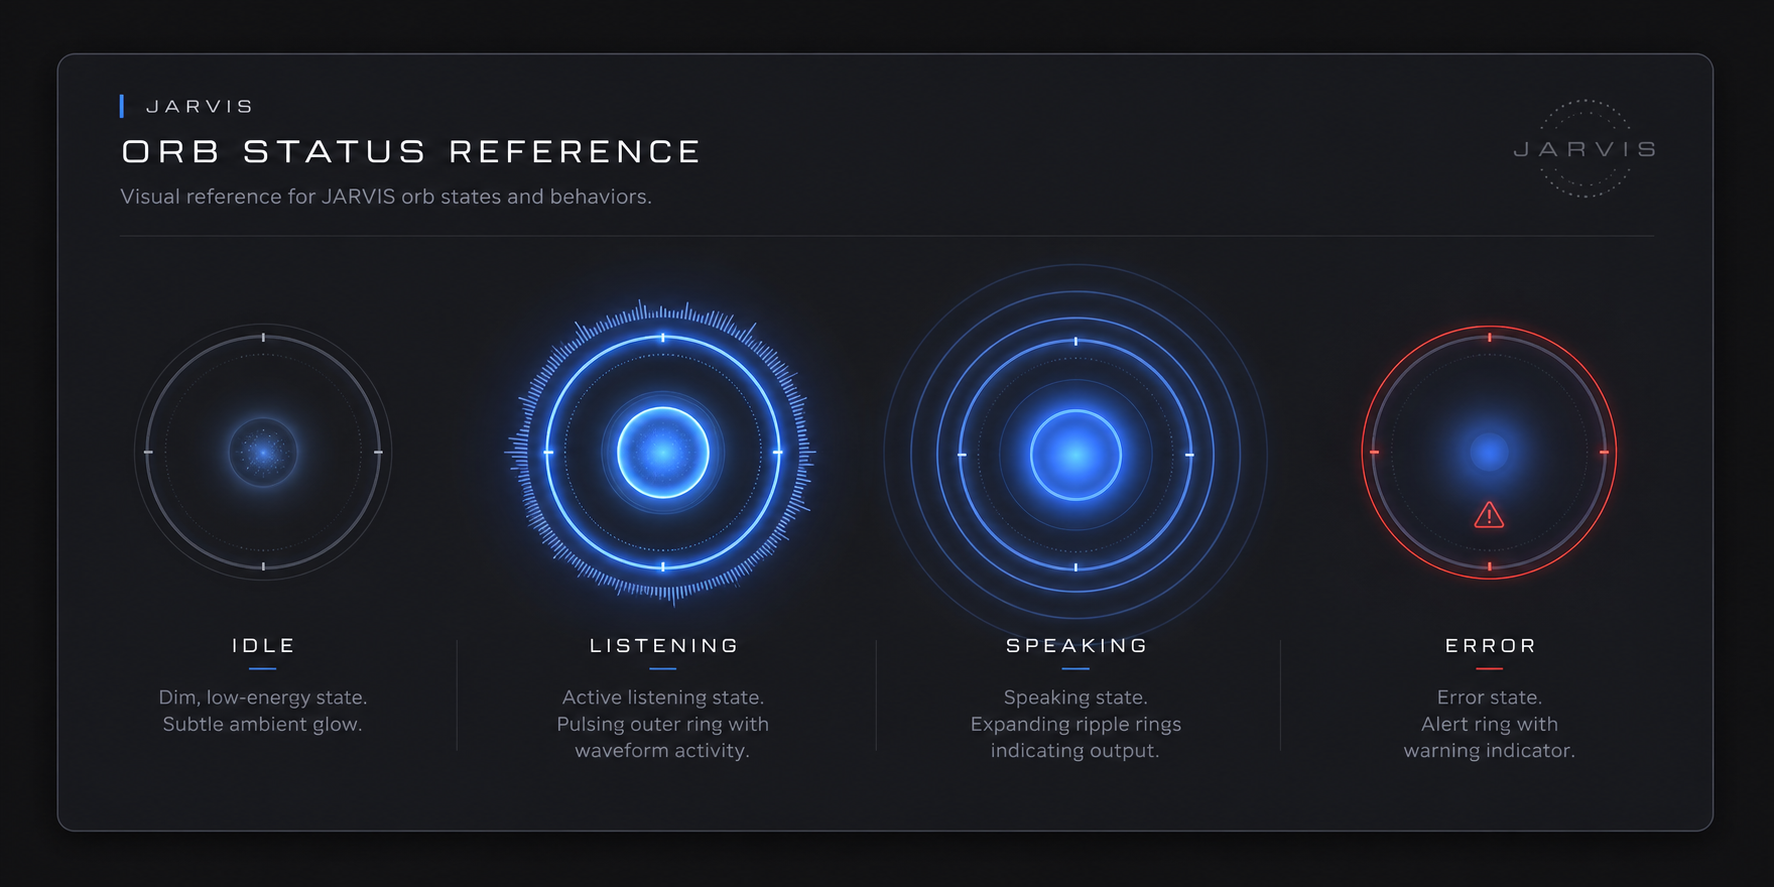 JARVIS
ORB STATUS REFERENCE
Visual reference for JARVIS orb states and behaviors.
JARVIS
IDLE
Dim, low-energy state.
Subtle ambient glow.
LISTENING
Active listening state.
Pulsing outer ring with
waveform activity.
SPEAKING
Speaking state.
Expanding ripple rings
indicating output.
ERROR
Error state.
Alert ring with
warning indicator.